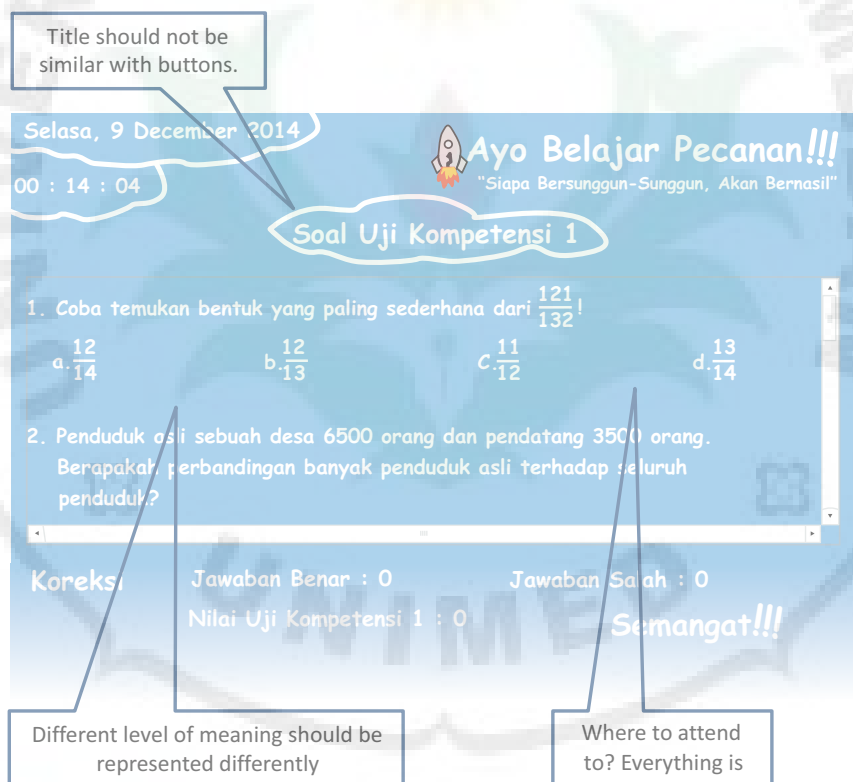 Title should not be
similar with buttons.
Selasa, 9 December 2014
00 : 14 : 04
Ayo Belajar Pecanan!!!
"Siapa Bersunggun-Sunggun, Akan Bernasil"
Soal Uji Kompetensi 1
1. Coba temukan bentuk yang paling sederhana dari 121/132!
a. 12/14 b. 12/13 C. 11/12 d. 13/14
2. Penduduk asli sebuah desa 6500 orang dan pendatang 3500 orang.
Berapakah perbandingan banyak penduduk asli terhadap seluruh
penduduk?
Koreksi Jawaban Benar : 0 Jawaban Salah : 0
Nilai Uji Kompetensi 1 : 0
Semangat!!!
UNIMED
Different level of meaning should be
represented differently
Where to attend
to? Everything is